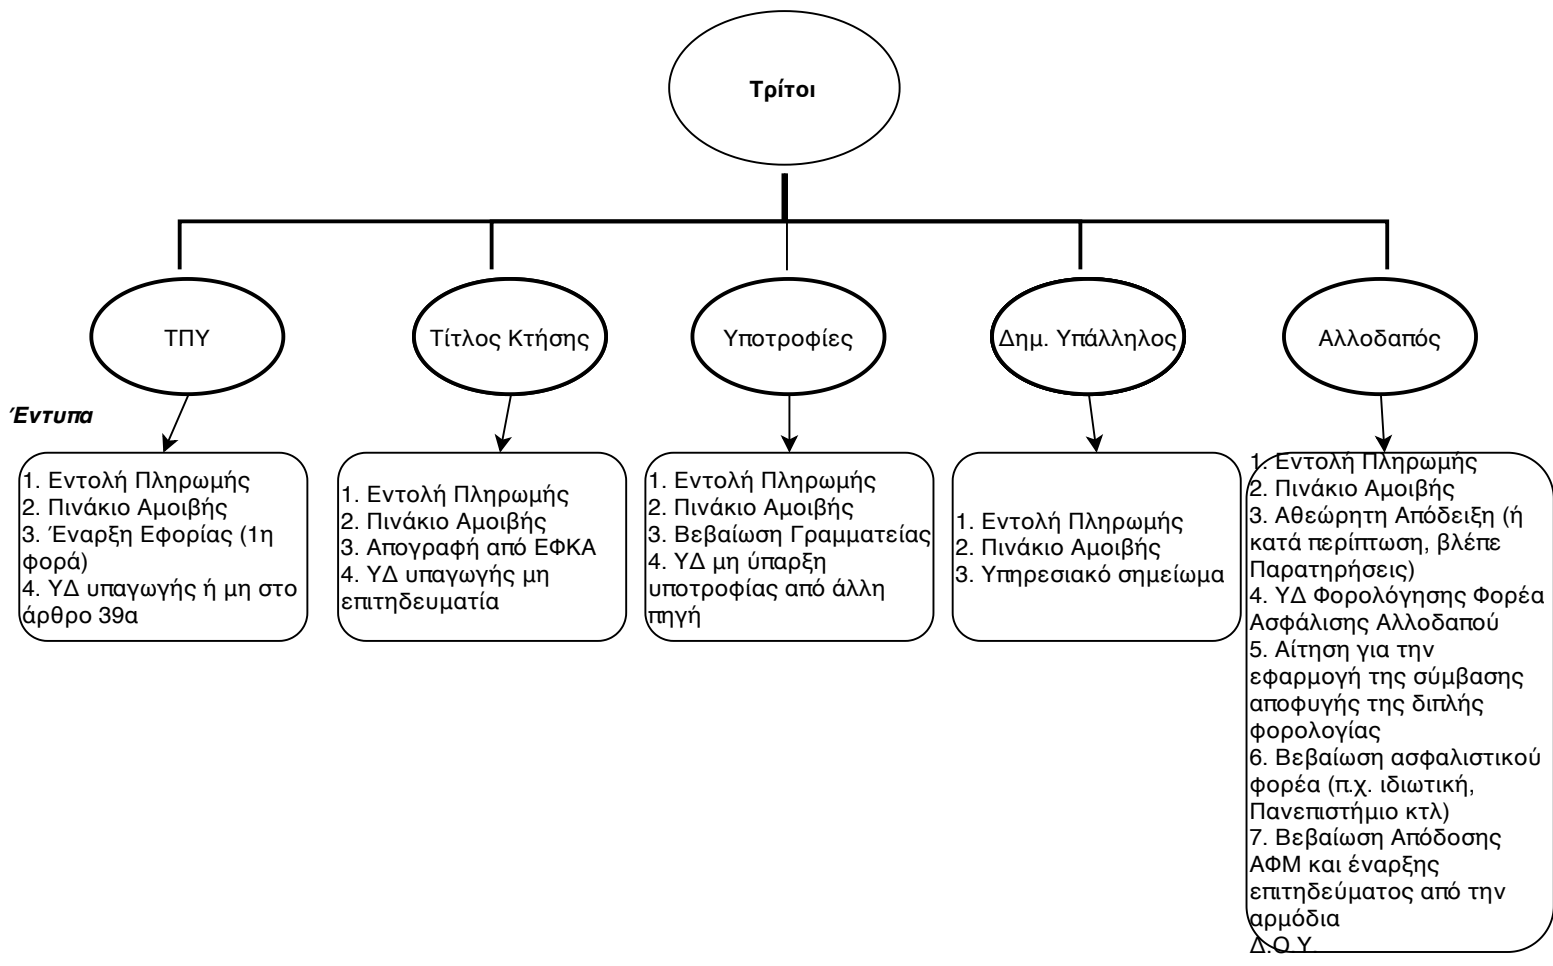 Τρίτοι
ΤΠΥ
Τίτλος Κτήσης
Υποτροφίες
Δημ. Υπάλληλος
Αλλοδαπός
Έντυπα
1. Εντολή Πληρωμής
2. Πινάκιο Αμοιβής
3. Έναρξη Εφορίας (1η
φορά)
4. ΥΔ υπαγωγής ή μη στο
άρθρο 39α
1. Εντολή Πληρωμής
2. Πινάκιο Αμοιβής
3. Απογραφή από ΕΦΚΑ
4. ΥΔ υπαγωγής μη
επιτηδευματία
1. Εντολή Πληρωμής
2. Πινάκιο Αμοιβής
3. Βεβαίωση Γραμματείας
4. ΥΔ μη ύπαρξη
υποτροφίας από άλλη
πηγή
1. Εντολή Πληρωμής
2. Πινάκιο Αμοιβής
3. Υπηρεσιακό σημείωμα
1. Εντολή Πληρωμής
2. Πινάκιο Αμοιβής
3. Αθεώρητη Απόδειξη (ή
κατά περίπτωση, βλέπε
Παρατηρήσεις)
4. ΥΔ Φορολόγησης Φορέα
Ασφάλισης Αλλοδαπού
5. Αίτηση για την
εφαρμογή της σύμβασης
αποφυγής της διπλής
φορολογίας
6. Βεβαίωση ασφαλιστικού
φορέα (π.χ. ιδιωτική,
Πανεπιστήμιο κτλ)
7. Βεβαίωση Απόδοσης
ΑΦΜ και έναρξης
επιτηδεύματος από την
αρμόδια
Δ.Ο.Υ.